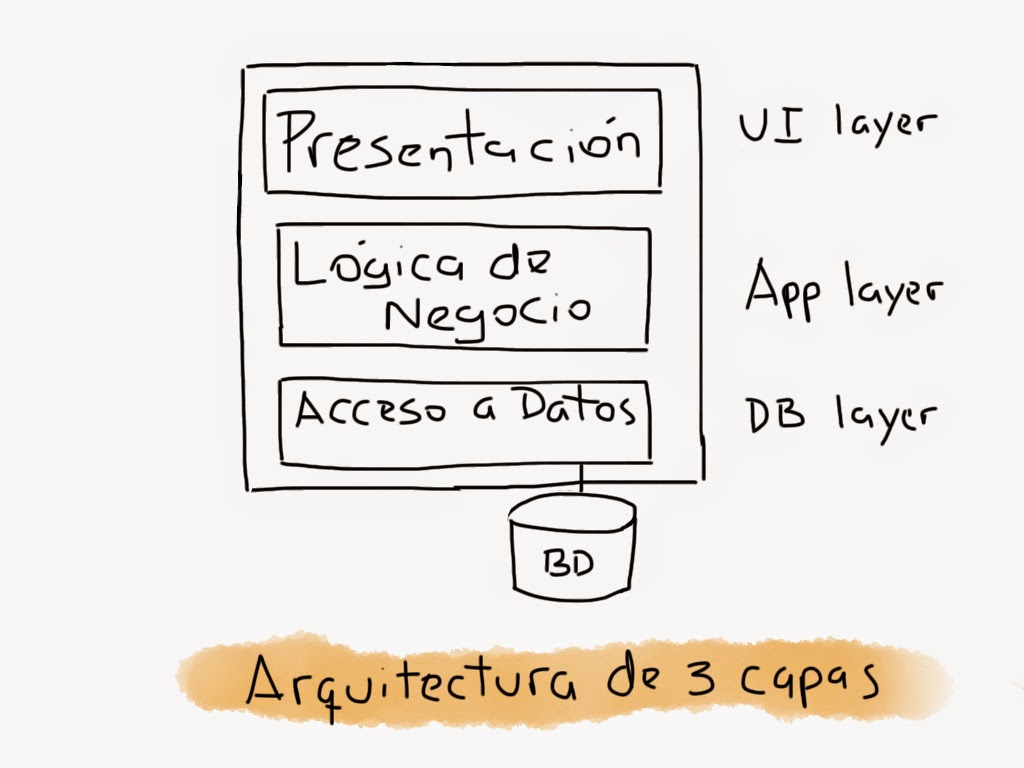 Presentación
UI layer
Lógica de
Negocio
App layer
Acceso a Datos
DB layer
BD
Arquitectura de 3 capas